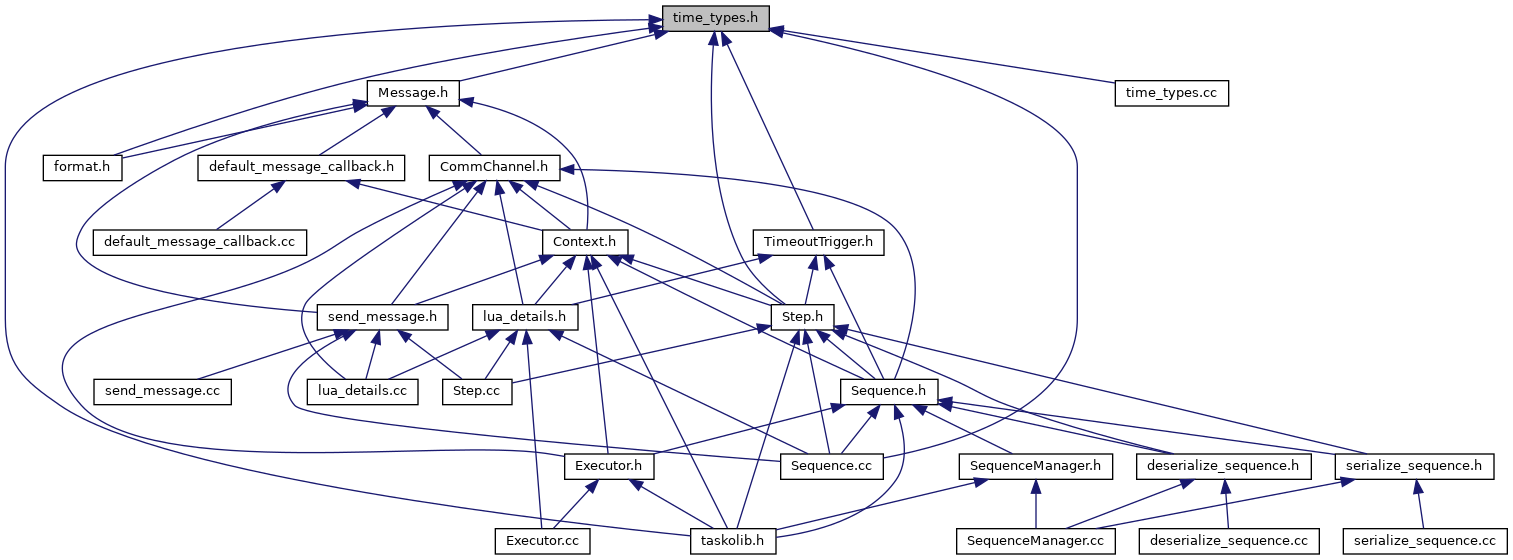 time_types.h
Message.h
time_types.cc
format.h
default_message_callback.h
CommChannel.h
default_message_callback.cc
Context.h
TimeoutTrigger.h
send_message.h
lua_details.h
Step.h
send_message.cc
lua_details.cc
Step.cc
Sequence.h
Executor.h
Sequence.cc
SequenceManager.h
deserialize_sequence.h
serialize_sequence.h
Executor.cc
taskolib.h
SequenceManager.cc
deserialize_sequence.cc
serialize_sequence.cc